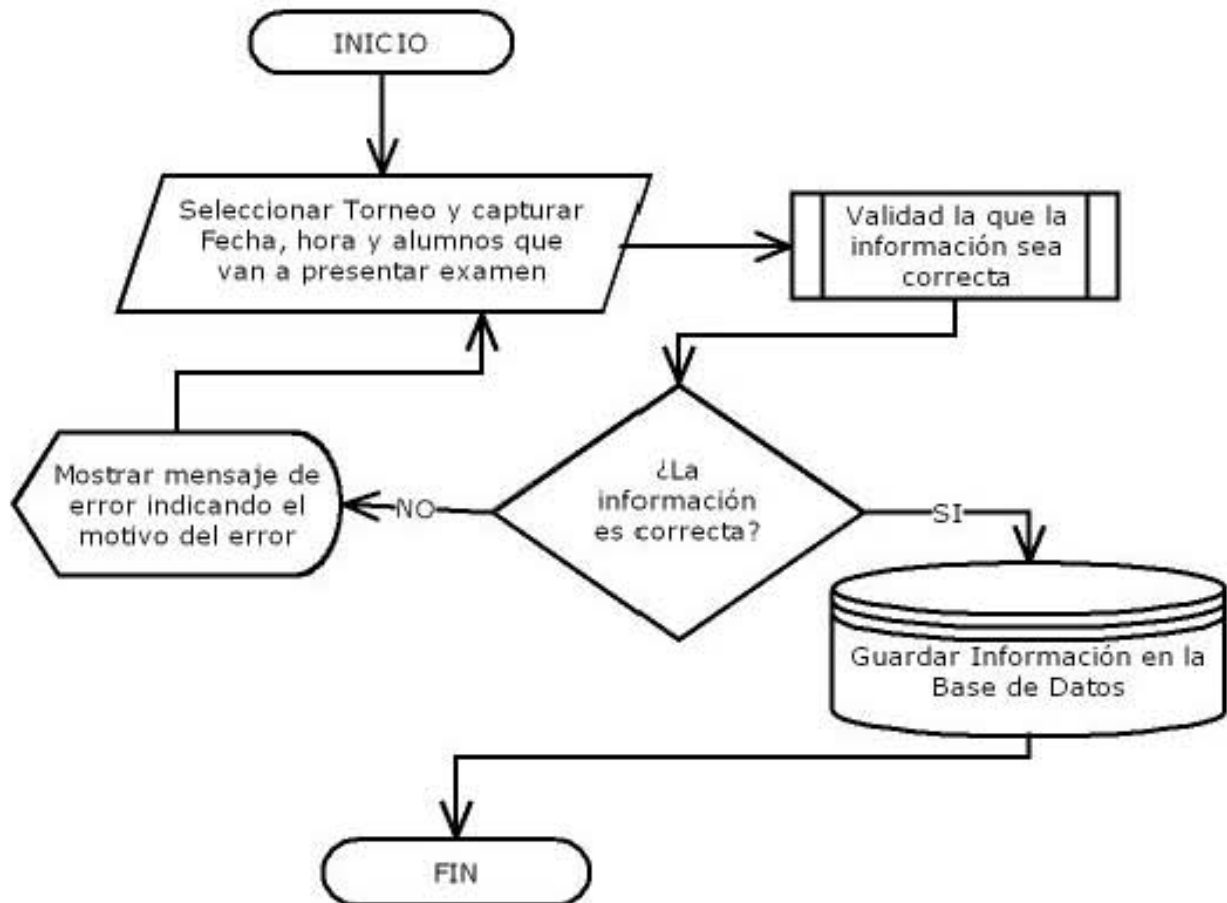 INICIO
Seleccionar Torneo y capturar
Fecha, hora y alumnos que
van a presentar examen
Validad la que la
información sea
correcta
¿La
información
es correcta?
NO
Mostrar mensaje de
error indicando el
motivo del error
SI
Guardar Información en la
Base de Datos
FIN